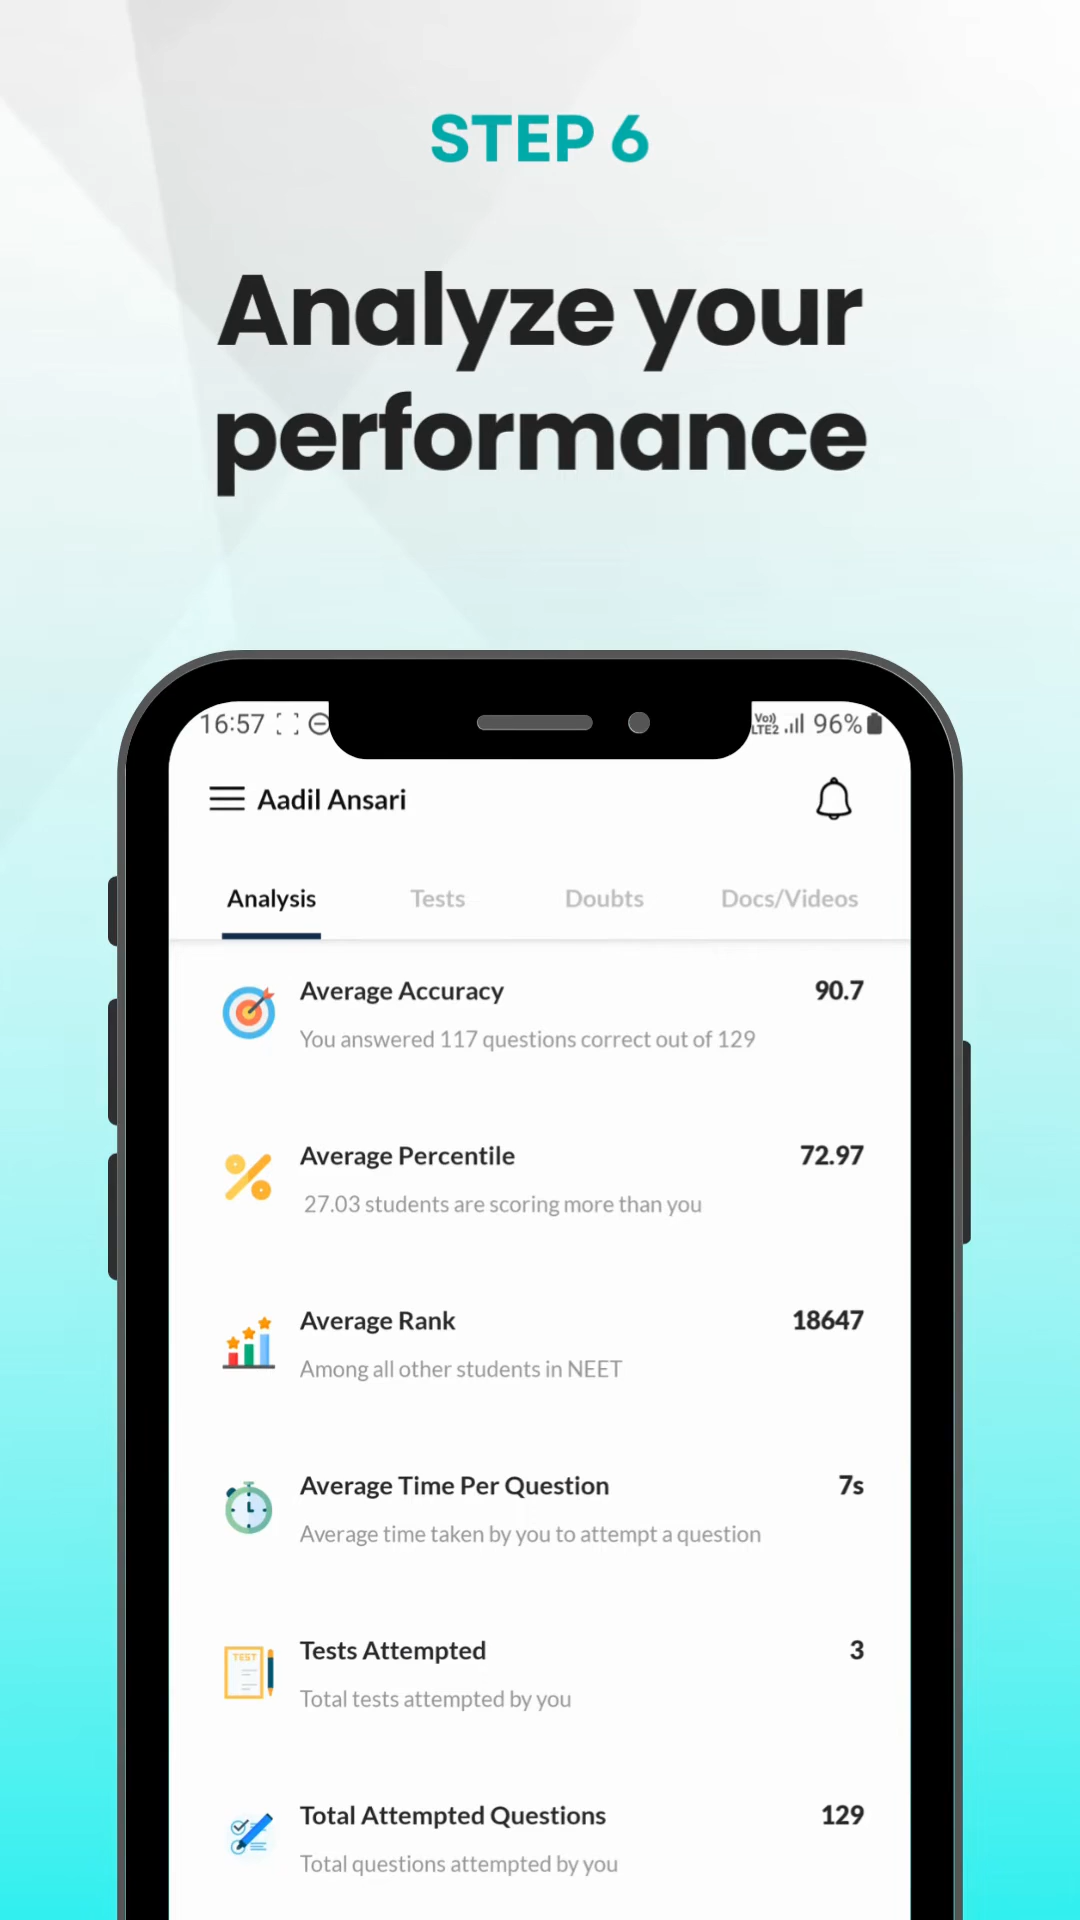 STEP 6
Analyze your
performance
16:57 Vo)) LTE2 96%
Aadil Ansari
Analysis Tests Doubts Docs/Videos
Average Accuracy 90.7
You answered 117 questions correct out of 129
Average Percentile 72.97
27.03 students are scoring more than you
Average Rank 18647
Among all other students in NEET
Average Time Per Question 7s
Average time taken by you to attempt a question
TEST
Tests Attempted 3
Total tests attempted by you
Total Attempted Questions 129
Total questions attempted by you